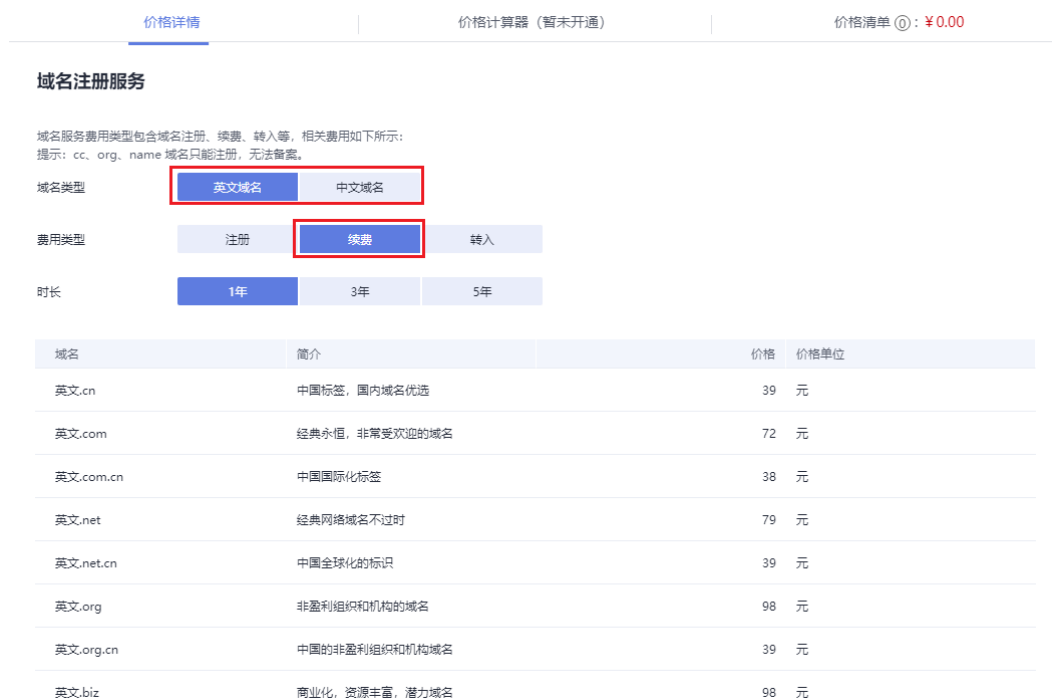 价格详情 价格计算器（暂未开通） 价格清单 0：¥0.00
域名注册服务
域名服务费用类型包含域名注册、续费、转入等，相关费用如下所示：
提示：cc、org、name 域名只能注册，无法备案。
域名类型 英文域名 中文域名
费用类型 注册 续费 转入
时长 1年 3年 5年
域名 简介 价格 价格单位
英文.cn 中国标签，国内域名优选 39 元
英文.com 经典永恒，非常受欢迎的域名 72 元
英文.com.cn 中国国际化标签 38 元
英文.net 经典网络域名不过时 79 元
英文.net.cn 中国全球化的标识 39 元
英文.org 非盈利组织和机构的域名 98 元
英文.org.cn 中国的非盈利组织和机构域名 39 元
英文.biz 商业化，资源丰富，潜力域名 98 元